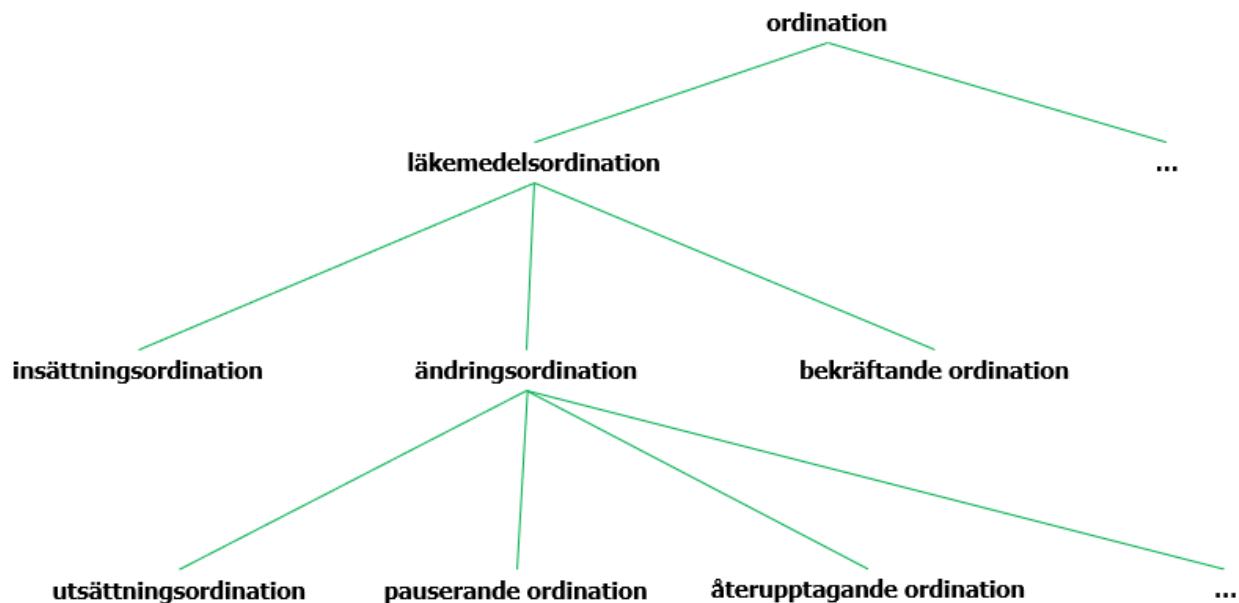 ordination
läkemedelsordination
...
insättningsordination
ändringsordination
bekräftande ordination
utsättningsordination
pauserande ordination
återupptagande ordination
...